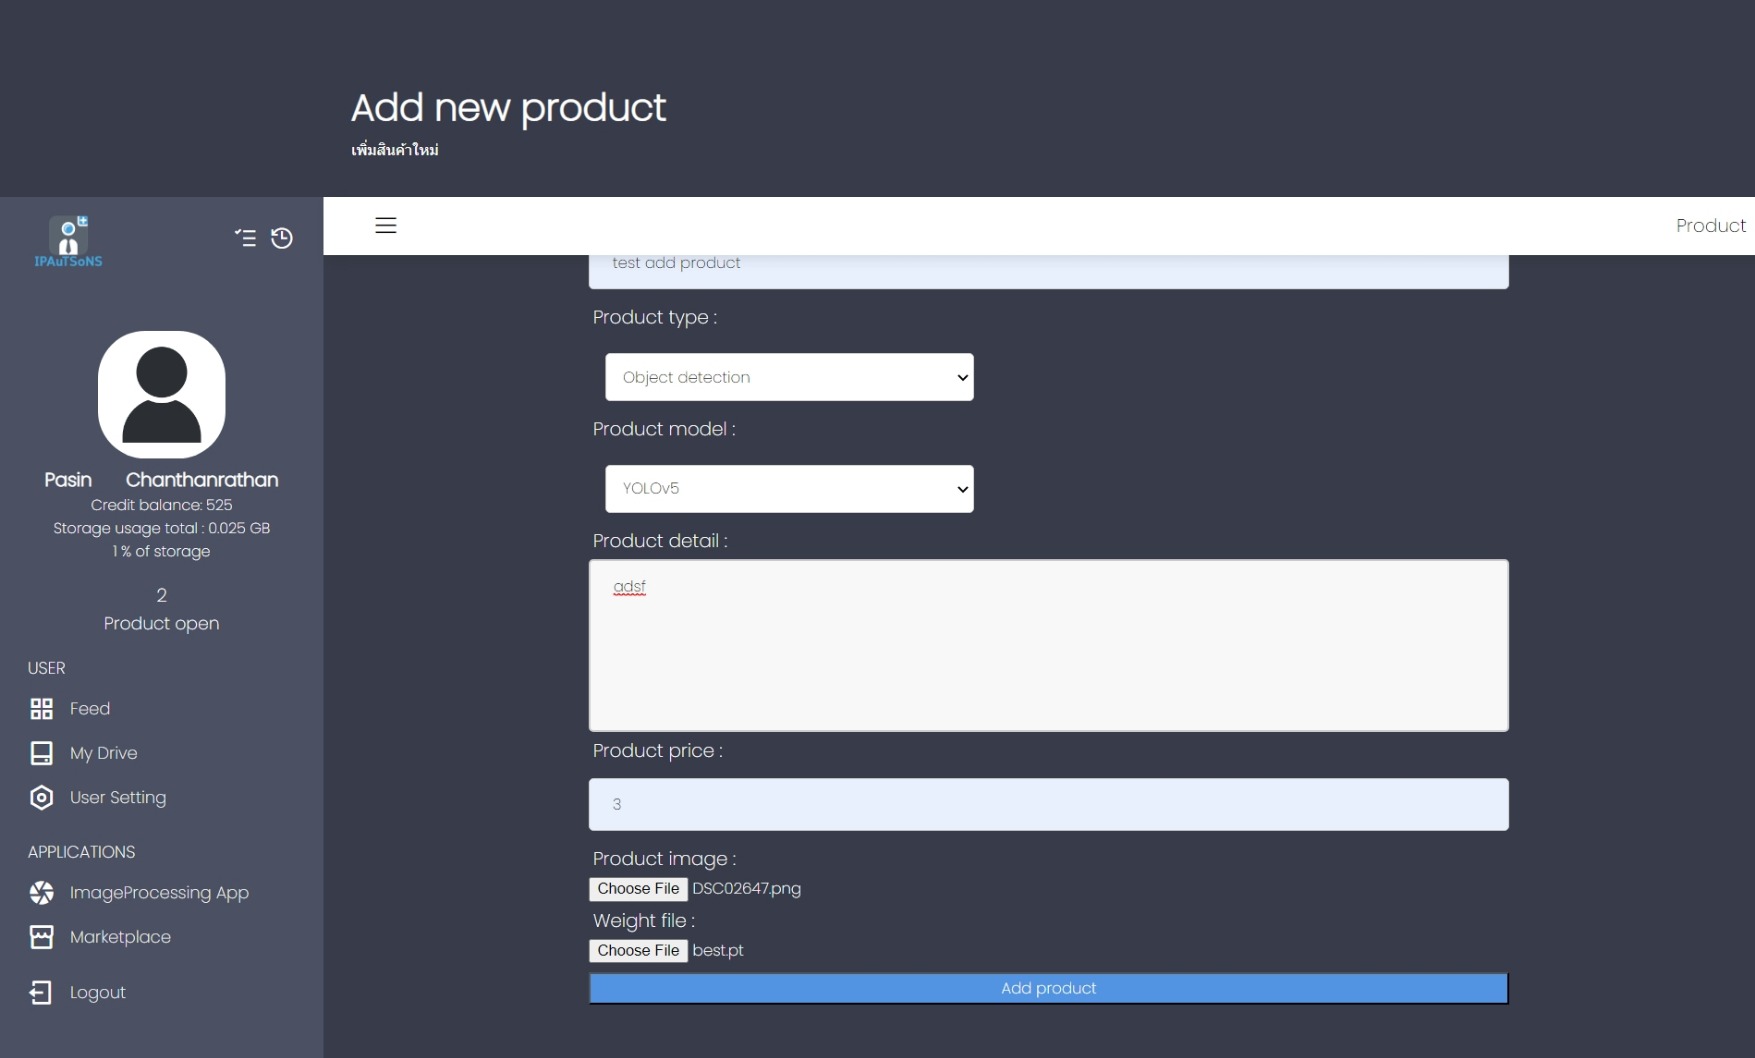 Add new product
เพิ่มสินค้าใหม่
IPAuTSoNS
Product
Pasin Chanthanrathan
Credit balance: 525
Storage usage total : 0.025 GB
1 % of storage
2
Product open
USER
Feed
My Drive
User Setting
APPLICATIONS
ImageProcessing App
Marketplace
Logout
test add product
Product type :
Object detection
Product model :
YOLOv5
Product detail :
adsf
Product price :
3
Product image :
Choose File DSC02647.png
Weight file :
Choose File best.pt
Add product